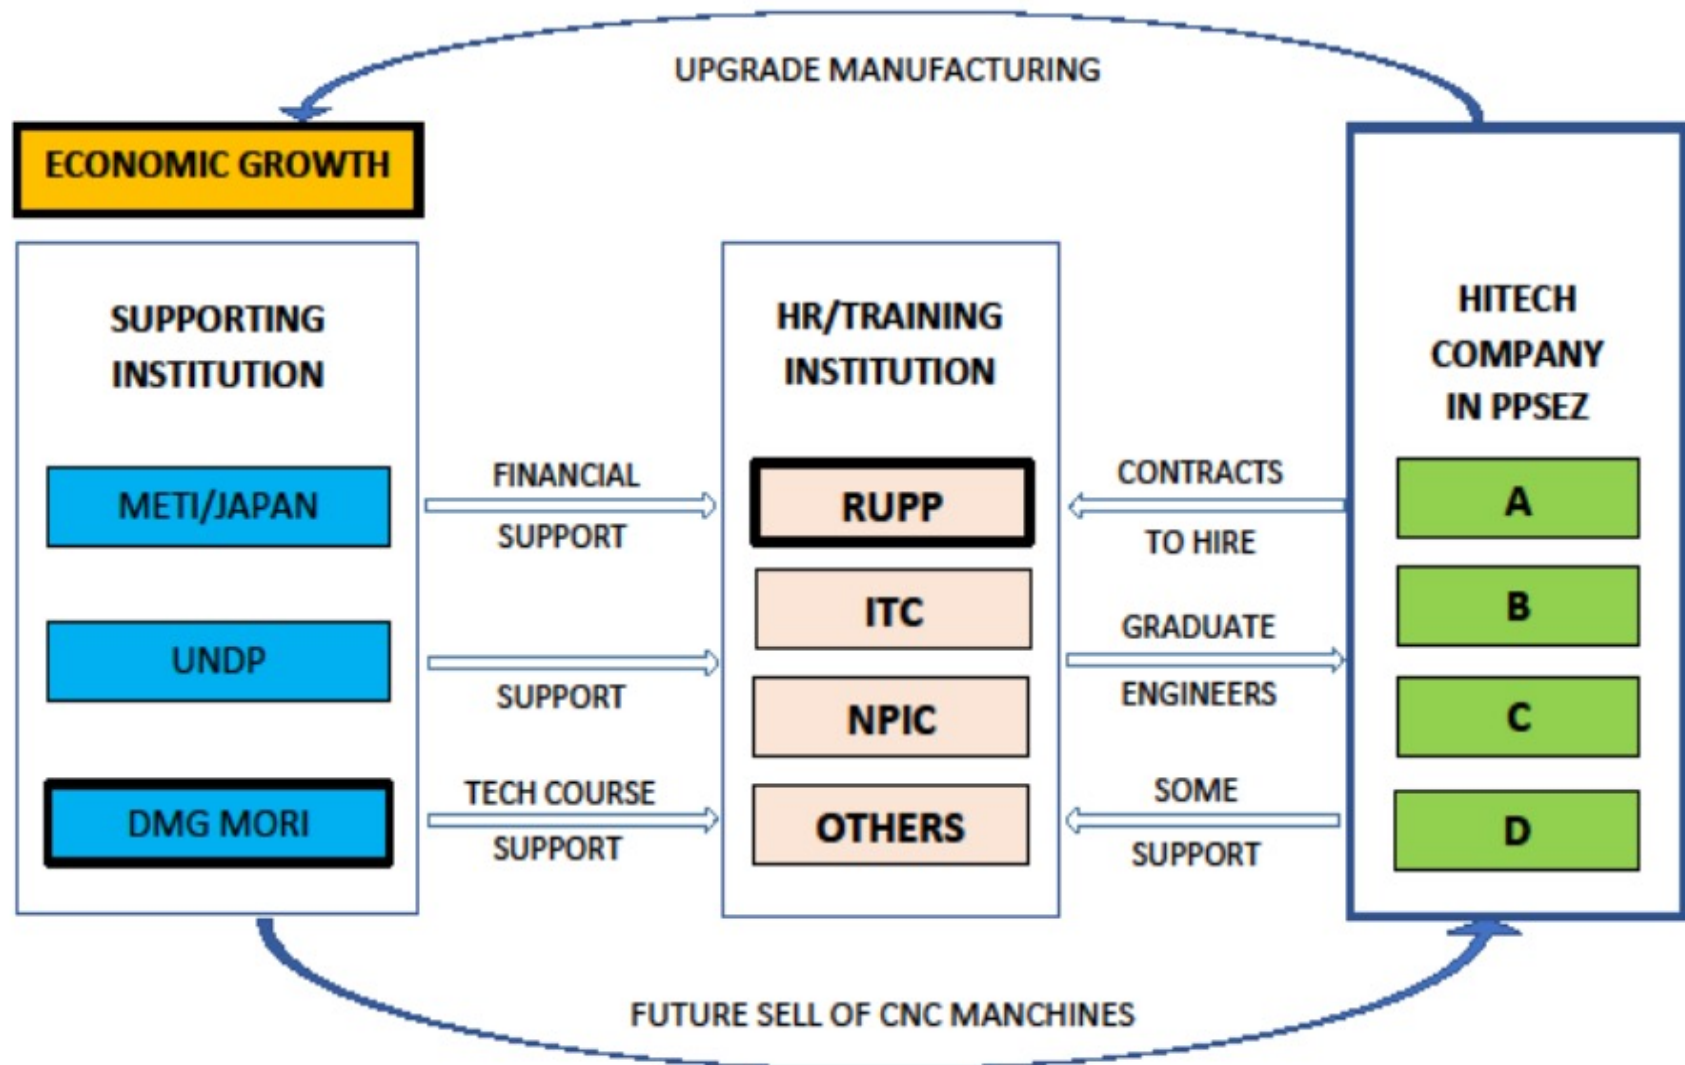 UPGRADE MANUFACTURING
ECONOMIC GROWTH
SUPPORTING
INSTITUTION
METI/JAPAN
UNDP
DMG MORI
FINANCIAL
SUPPORT
SUPPORT
TECH COURSE
SUPPORT
HR/TRAINING
INSTITUTION
RUPP
ITC
NPIC
OTHERS
CONTRACTS
TO HIRE
GRADUATE
ENGINEERS
SOME
SUPPORT
HITECH
COMPANY
IN PPSEZ
A
B
C
D
FUTURE SELL OF CNC MANCHINES